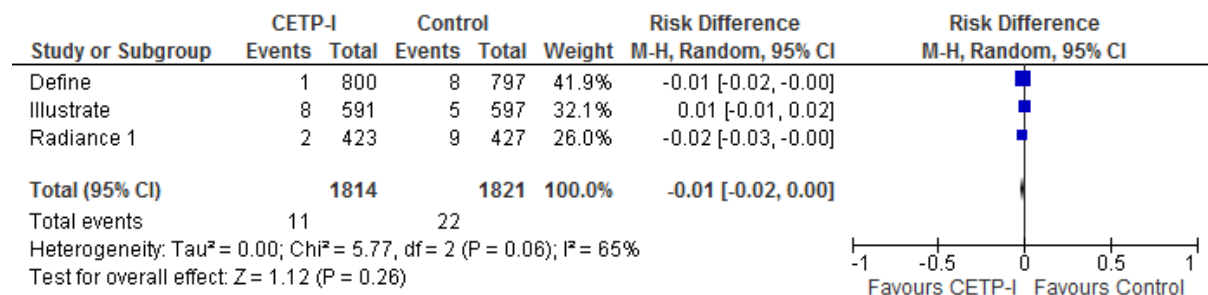 CETP-I Control Risk Difference Risk Difference
Study or Subgroup Events Total Events Total Weight M-H, Random, 95% CI M-H, Random, 95% CI
Define 1 800 8 797 41.9% -0.01 [-0.02, -0.00]
Illustrate 8 591 5 597 32.1% 0.01 [-0.01, 0.02]
Radiance 1 2 423 9 427 26.0% -0.02 [-0.03, -0.00]
Total (95% CI) 1814 1821 100.0% -0.01 [-0.02, 0.00]
Total events 11 22
Heterogeneity: Tau² = 0.00; Chi² = 5.77, df = 2 (P = 0.06); I² = 65%
Test for overall effect: Z = 1.12 (P = 0.26)
-1 -0.5 0 0.5 1
Favours CETP-I Favours Control